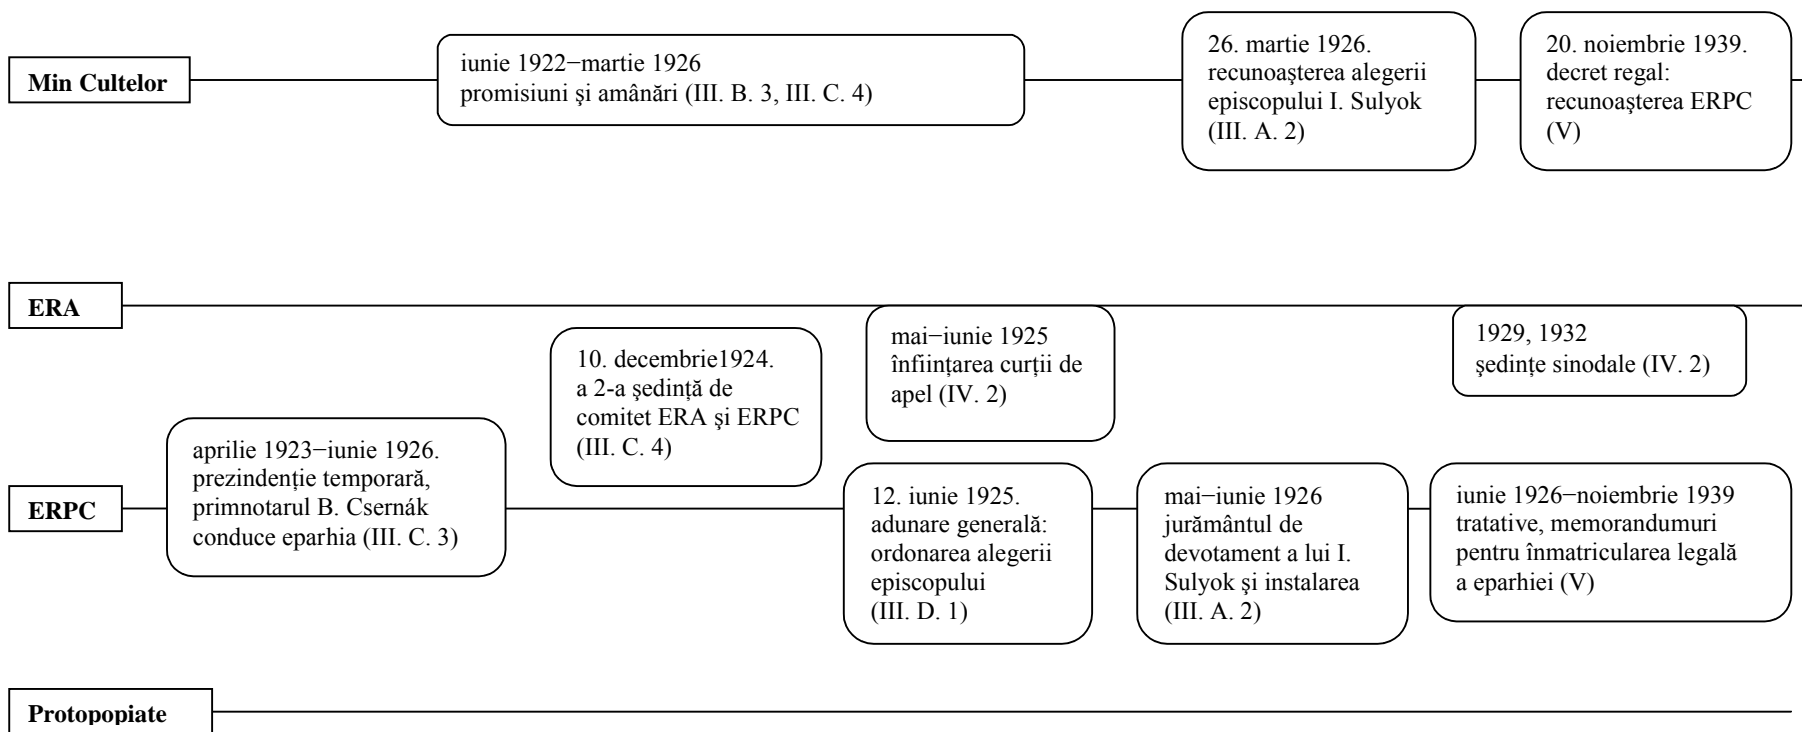 Min Cultelor
iunie 1922−martie 1926
promisiuni şi amânări (III. B. 3, III. C. 4)
26. martie 1926.
recunoaşterea alegerii
episcopului I. Sulyok
(III. A. 2)
20. noiembrie 1939.
decret regal:
recunoaşterea ERPC
(V)
ERA
10. decembrie1924.
a 2-a şedinţă de
comitet ERA şi ERPC
(III. C. 4)
mai−iunie 1925
înfiinţarea curţii de
apel (IV. 2)
1929, 1932
şedinţe sinodale (IV. 2)
ERPC
aprilie 1923−iunie 1926.
prezindenţie temporară,
primnotarul B. Csernák
conduce eparhia (III. C. 3)
12. iunie 1925.
adunare generală:
ordonarea alegerii
episcopului
(III. D. 1)
mai−iunie 1926
jurământul de
devotament a lui I.
Sulyok şi instalarea
(III. A. 2)
iunie 1926−noiembrie 1939
tratative, memorandumuri
pentru înmatricularea legală
a eparhiei (V)
Protopopiate